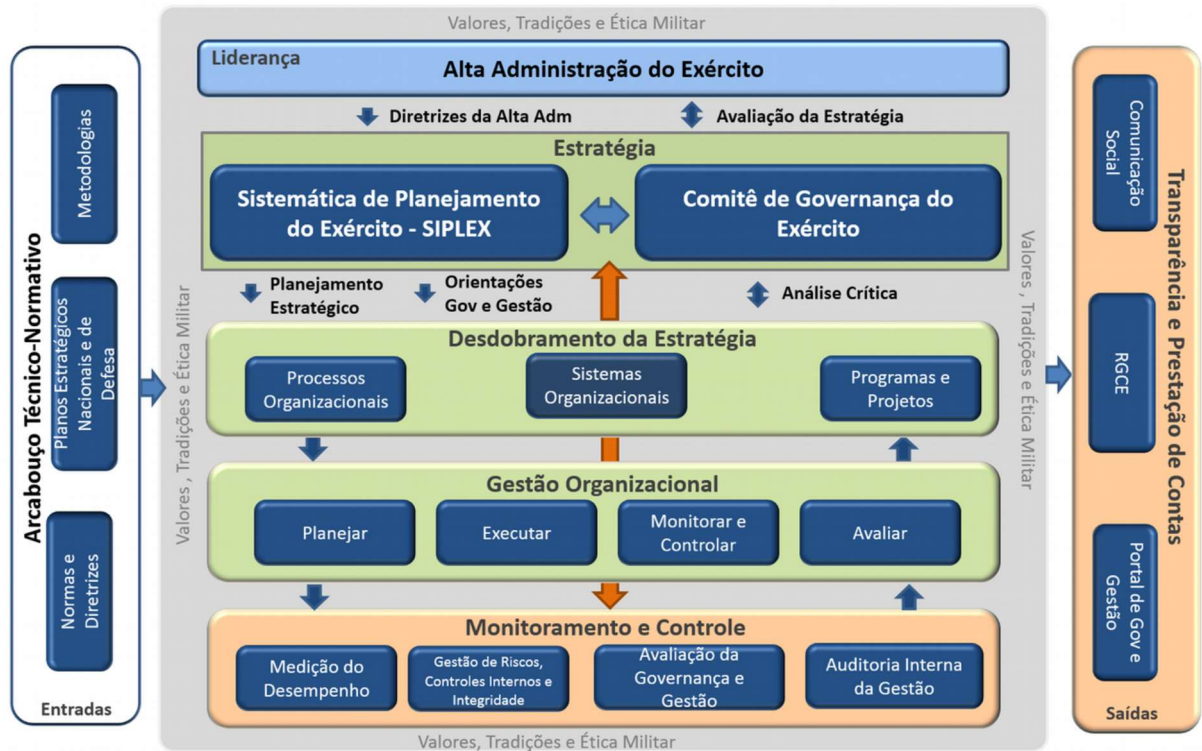 Valores, Tradições e Ética Militar
Liderança
Alta Administração do Exército
Diretrizes da Alta Adm
Avaliação da Estratégia
Estratégia
Sistemática de Planejamento
do Exército - SIPLEX
Comitê de Governança do
Exército
Planejamento
Estratégico
Orientações
Gov e Gestão
Análise Crítica
Desdobramento da Estratégia
Processos
Organizacionais
Sistemas
Organizacionais
Programas e
Projetos
Gestão Organizacional
Planejar
Executar
Monitorar e
Controlar
Avaliar
Monitoramento e Controle
Medição do
Desempenho
Gestão de Riscos,
Controles Internos e
Integridade
Avaliação da
Governança e
Gestão
Auditoria Interna
da Gestão
Valores, Tradições e Ética Militar
Arcabouço Técnico-Normativo
Metodologias
Planos Estratégicos
Nacionais e de
Defesa
Normas e
Diretrizes
Entradas
Valores , Tradições e Ética Militar
Valores , Tradições e Ética Militar
Comunicação
Social
RGCE
Portal de Gov e
Gestão
Transparência e Prestação de Contas
Saídas